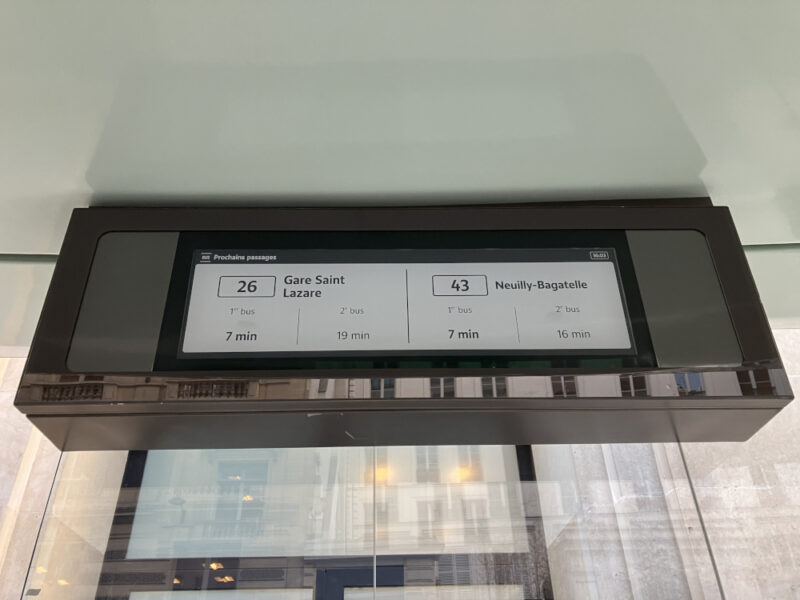 Prochains passages
16:03
26 Gare Saint
Lazare
1er bus
2e bus
7 min
19 min
43 Neuilly-Bagatelle
1er bus
2e bus
7 min
16 min